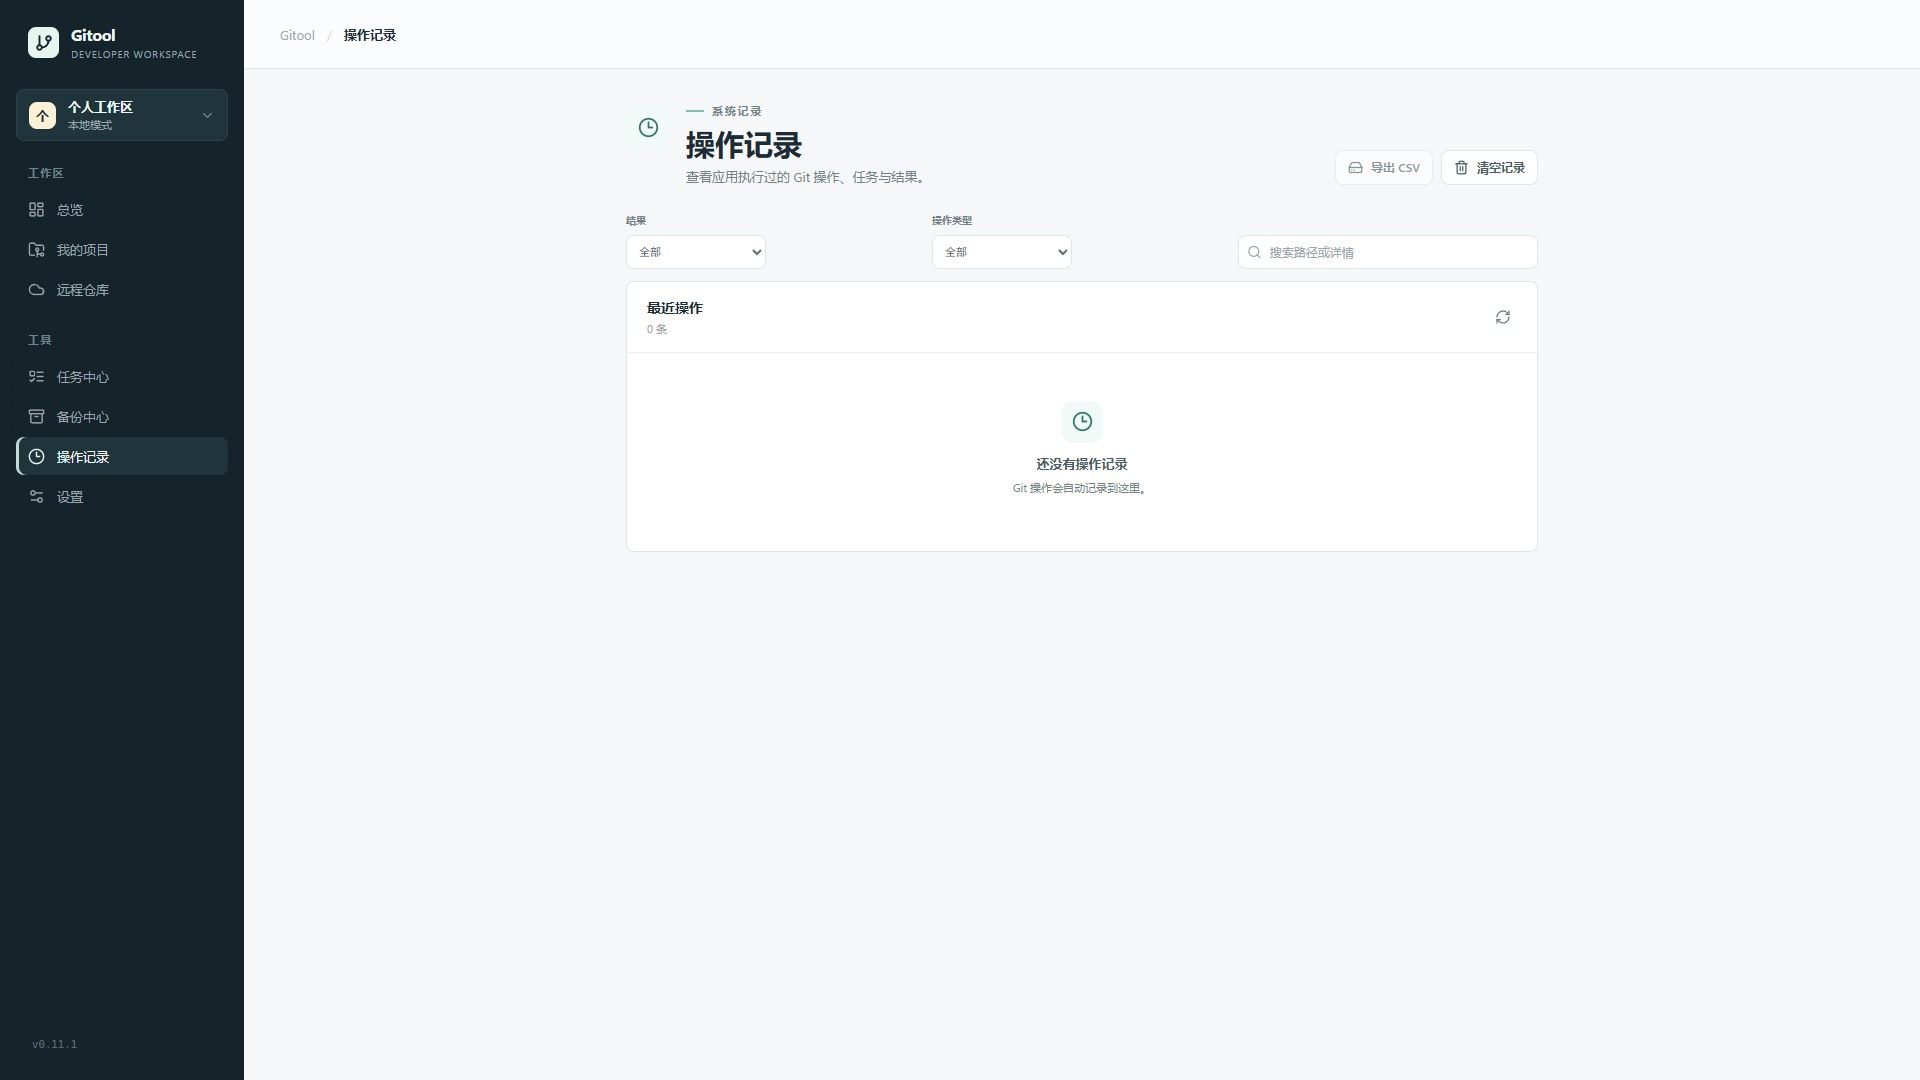 Gitool
DEVELOPER WORKSPACE
个
个人工作区
本地模式
工作区
总览
我的项目
远程仓库
工具
任务中心
备份中心
操作记录
设置
v0.11.1
Gitool / 操作记录
系统记录
操作记录
查看应用执行过的 Git 操作、任务与结果。
导出 CSV
清空记录
结果
操作类型
全部
全部
搜索路径或详情
最近操作
0 条
还没有操作记录
Git 操作会自动记录到这里。